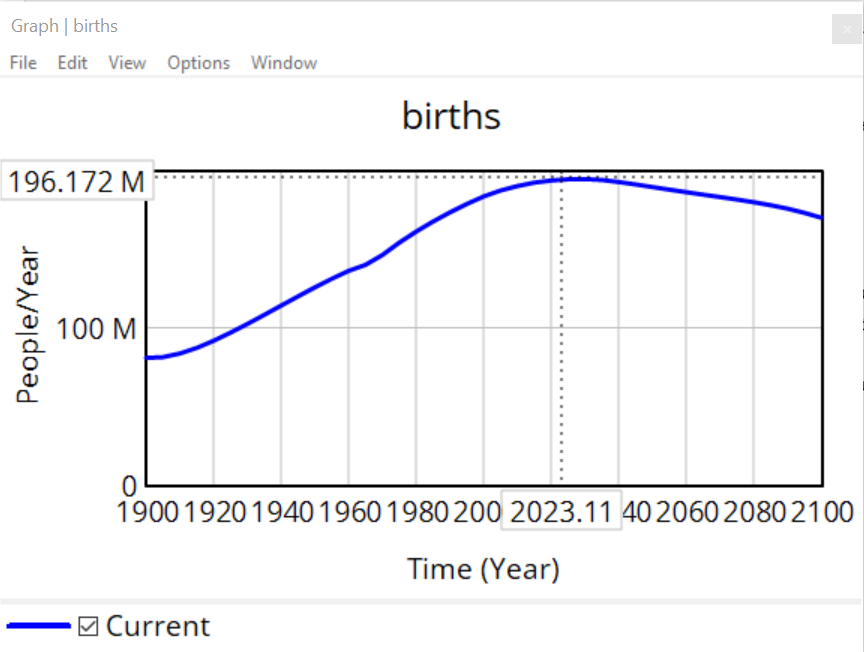 Graph | births
×
File Edit View Options Window
births
196.172 M
People/Year
100 M
0
1900 1920 1940 1960 1980 200 2023.11 40 2060 2080 2100
Time (Year)
Current